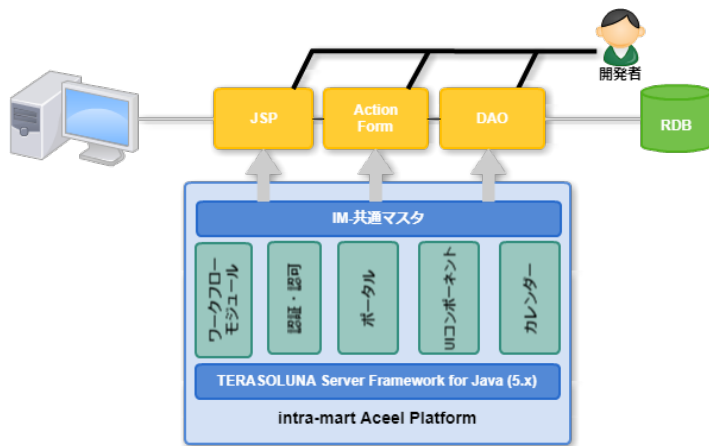 開発者
JSP
Action
Form
DAO
RDB
IM-共通マスタ
ワークフロー
モジュール
認証・認可
ポータル
UIコンポーネント
カレンダー
TERASOLUNA Server Framework for Java (5.x)
intra-mart Aceel Platform